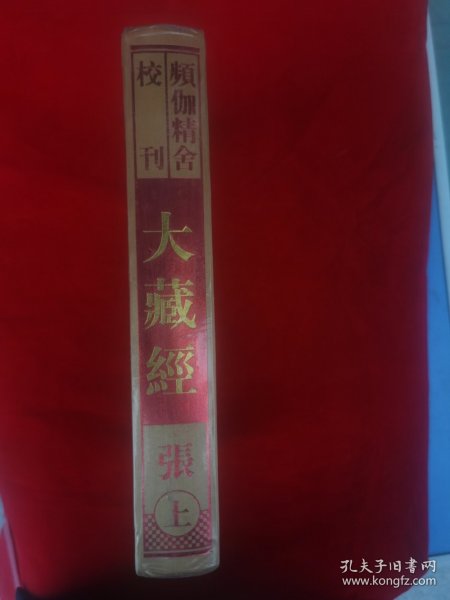 頻伽精舍
校刊
大藏經
張
上
孔夫子旧书网
www.kongfz.com